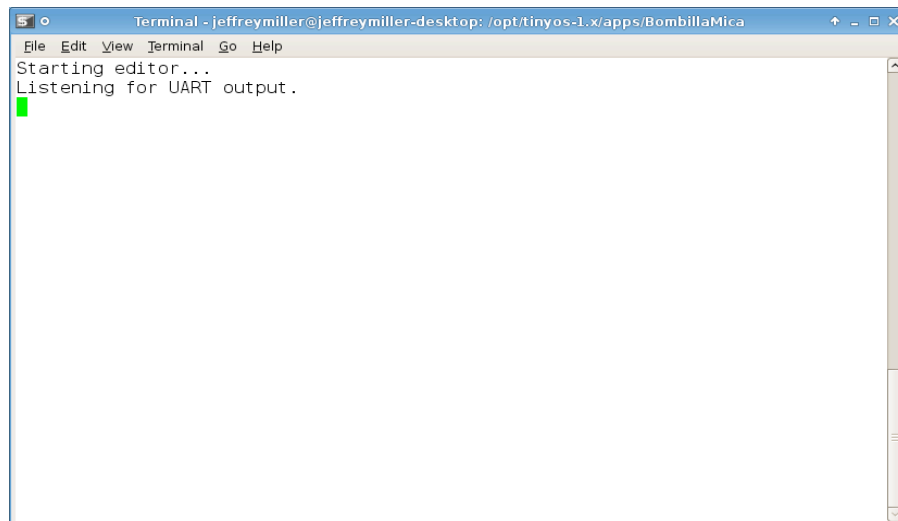 Terminal - jeffreymiller@jeffreymiller-desktop: /opt/tinyos-1.x/apps/BombillaMica
File Edit View Terminal Go Help
Starting editor...
Listening for UART output.